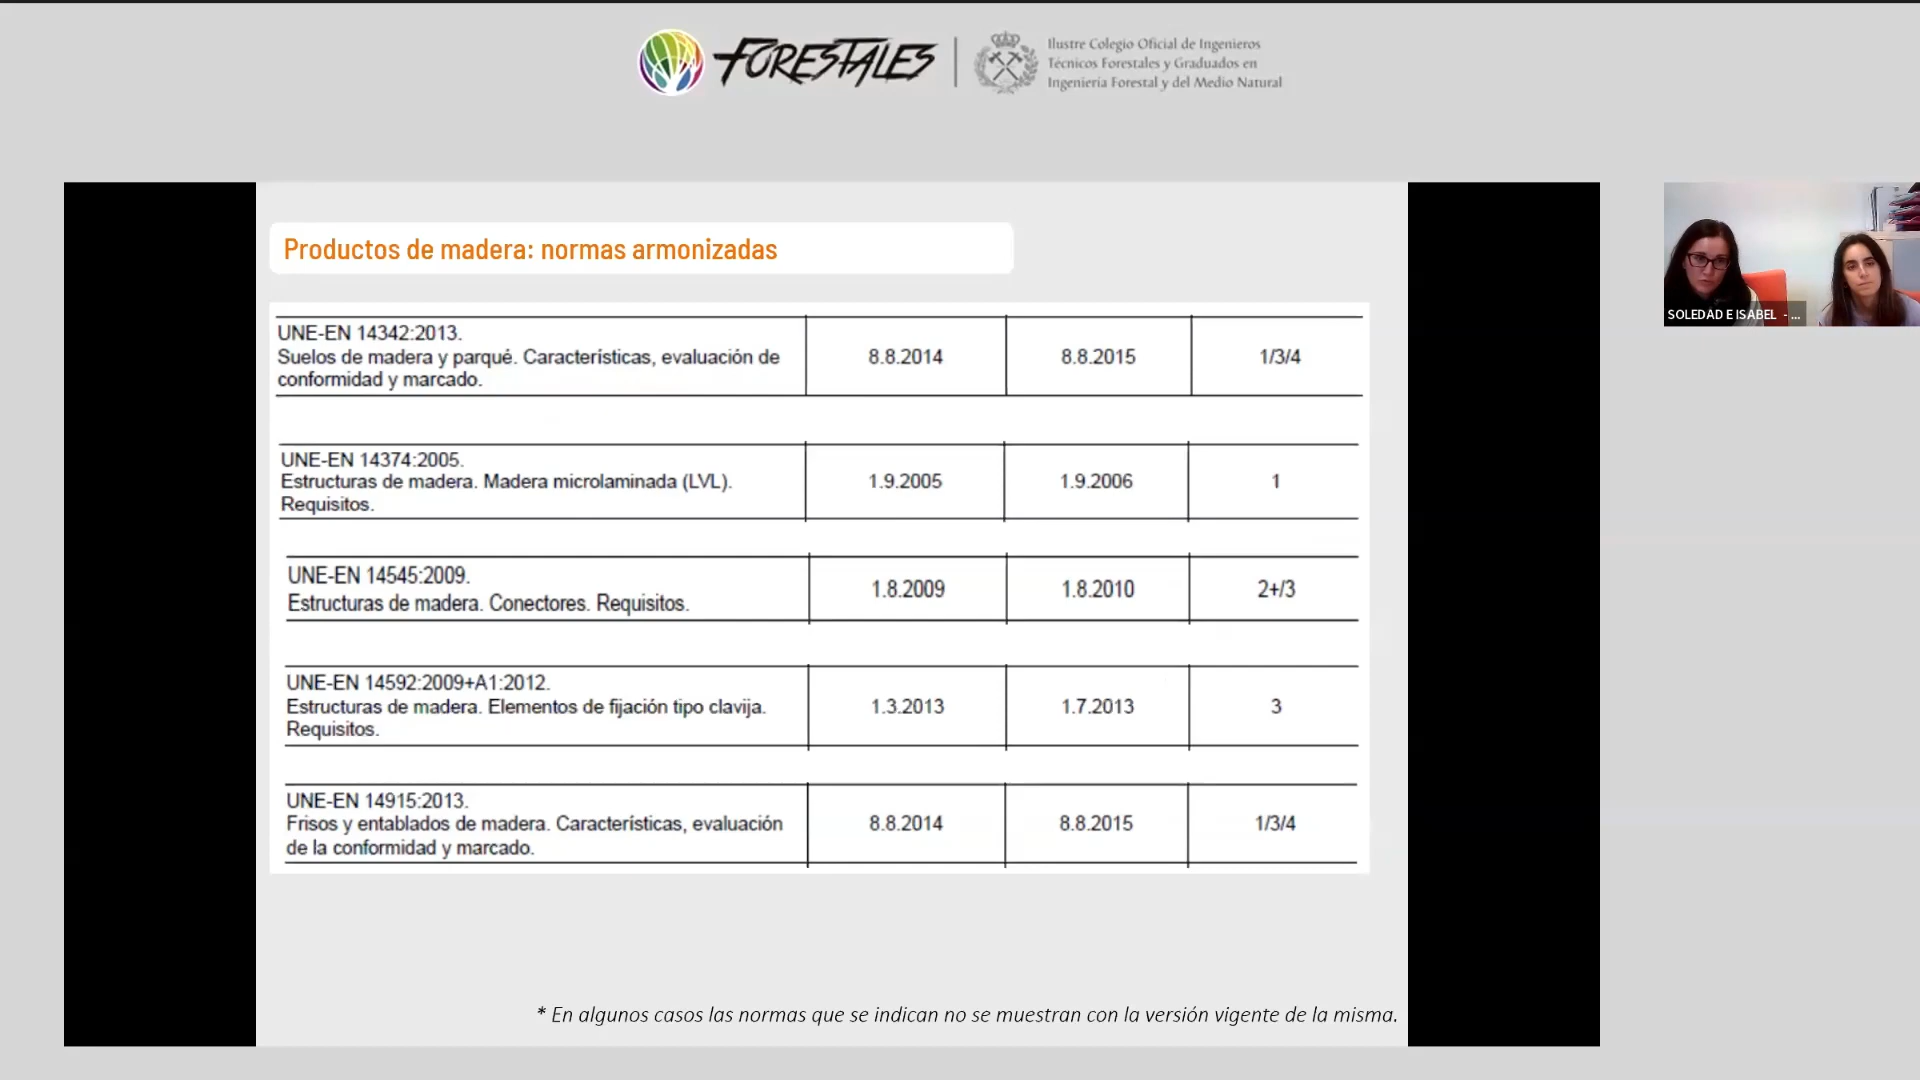 FORESTALES
Ilustre Colegio Oficial de Ingenieros
Técnicos Forestales y Graduados en
Ingeniería Forestal y del Medio Natural
Productos de madera: normas armonizadas
UNE-EN 14342:2013.
Suelos de madera y parqué. Características, evaluación de
conformidad y marcado.
8.8.2014
8.8.2015
1/3/4
UNE-EN 14374:2005.
Estructuras de madera. Madera microlaminada (LVL).
Requisitos.
1.9.2005
1.9.2006
1
UNE-EN 14545:2009.
Estructuras de madera. Conectores. Requisitos.
1.8.2009
1.8.2010
2+/3
UNE-EN 14592:2009+A1:2012.
Estructuras de madera. Elementos de fijación tipo clavija.
Requisitos.
1.3.2013
1.7.2013
3
UNE-EN 14915:2013.
Frisos y entablados de madera. Características, evaluación
de la conformidad y marcado.
8.8.2014
8.8.2015
1/3/4
* En algunos casos las normas que se indican no se muestran con la versión vigente de la misma.
SOLEDAD E ISABEL - ...